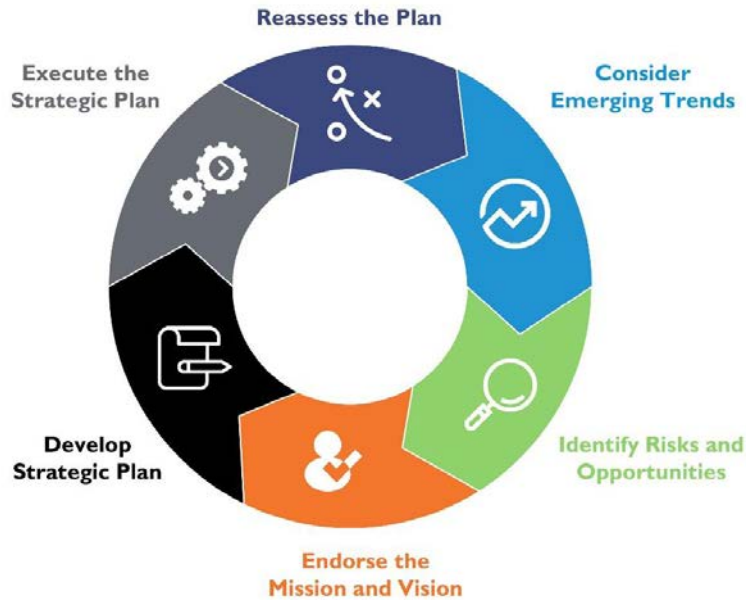 Reassess the Plan
Consider
Emerging Trends
Identify Risks and
Opportunities
Endorse the
Mission and Vision
Develop
Strategic Plan
Execute the
Strategic Plan